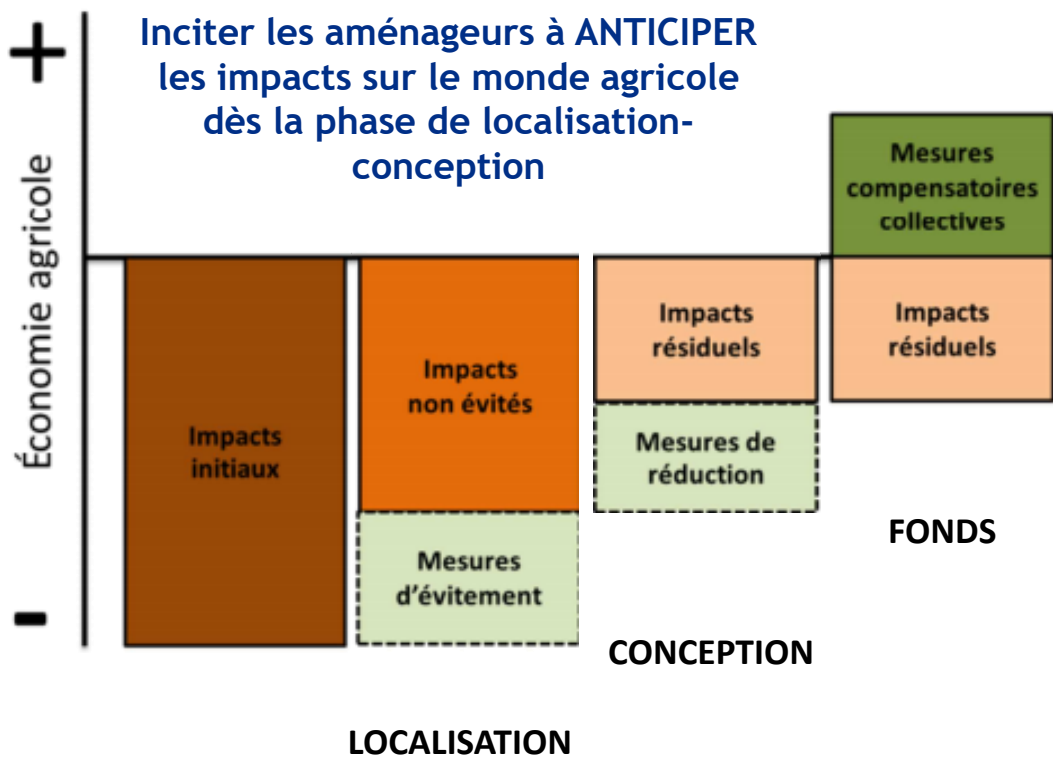 Inciter les aménageurs à ANTICIPER
les impacts sur le monde agricole
dès la phase de localisation-
conception
+
Économie agricole
-
Impacts
initiaux
Impacts
non évités
Mesures
d'évitement
Impacts
résiduels
Mesures de
réduction
Mesures
compensatoires
collectives
Impacts
résiduels
FONDS
CONCEPTION
LOCALISATION